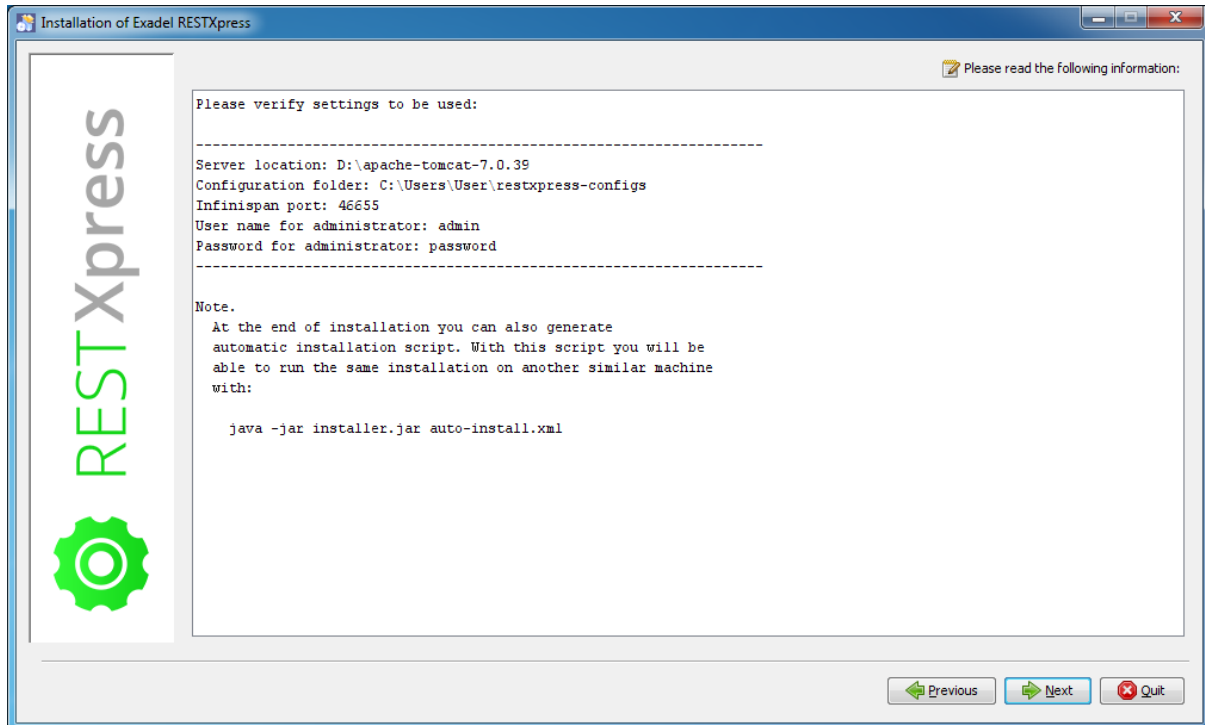 Installation of Exadel RESTXpress
Please read the following information:
RESTXpress
Please verify settings to be used:
--------------------------------------------------------------------
Server location: D:\apache-tomcat-7.0.39
Configuration folder: C:\Users\User\restxpress-configs
Infinispan port: 46655
User name for administrator: admin
Password for administrator: password
--------------------------------------------------------------------
Note.
At the end of installation you can also generate
automatic installation script. With this script you will be
able to run the same installation on another similar machine
with:
java -jar installer.jar auto-install.xml
Previous
Next
Quit